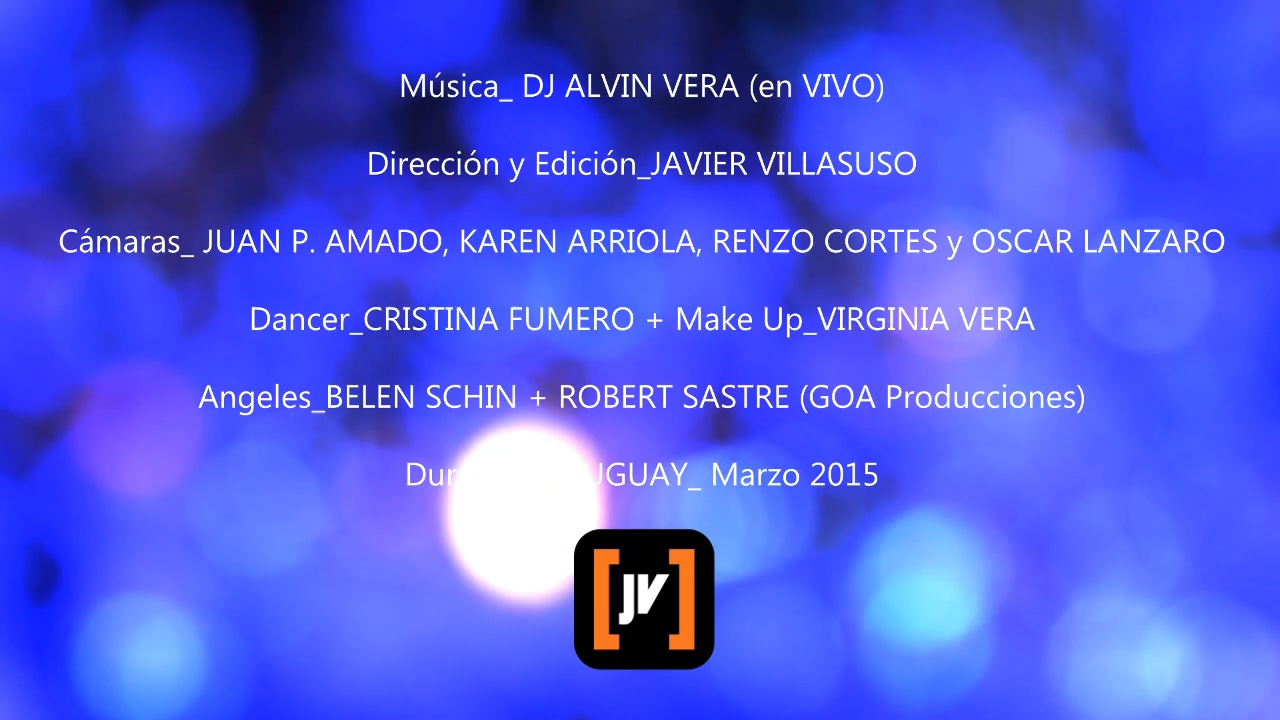 Música_ DJ ALVIN VERA (en VIVO)
Dirección y Edición_JAVIER VILLASUSO
Cámaras_ JUAN P. AMADO, KAREN ARRIOLA, RENZO CORTES y OSCAR LANZARO
Dancer_CRISTINA FUMERO + Make Up_VIRGINIA VERA
Angeles_BELEN SCHIN + ROBERT SASTRE (GOA Producciones)
Marzo 2015
[JV]